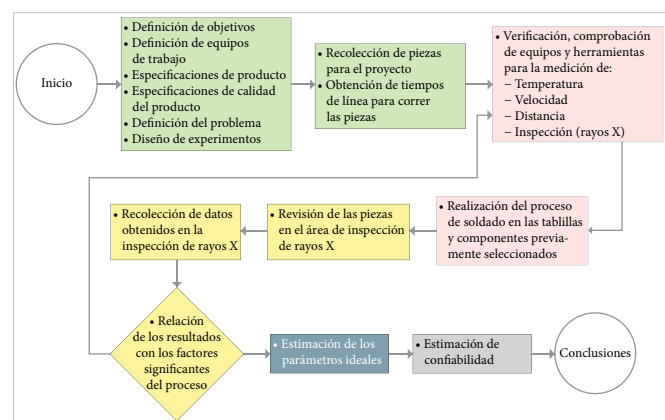 Inicio
• Definición de objetivos
• Definición de equipos
de trabajo
• Especificaciones de producto
• Especificaciones de calidad
del producto
• Definición del problema
• Diseño de experimentos
• Recolección de piezas
para el proyecto
• Obtención de tiempos
de línea para correr
las piezas
• Verificación, comprobación
de equipos y herramientas
para la medición de:
– Temperatura
– Velocidad
– Distancia
– Inspección (rayos X)
• Realización del proceso
de soldado en las tablillas
y componentes previa-
mente seleccionados
• Revisión de las piezas
en el área de inspección
de rayos X
• Recolección de datos
obtenidos en la
inspección de rayos X
• Relación
de los resultados
con los factores
significantes
del proceso
• Estimación de los
parámetros ideales
• Estimación de
confiabilidad
Conclusiones